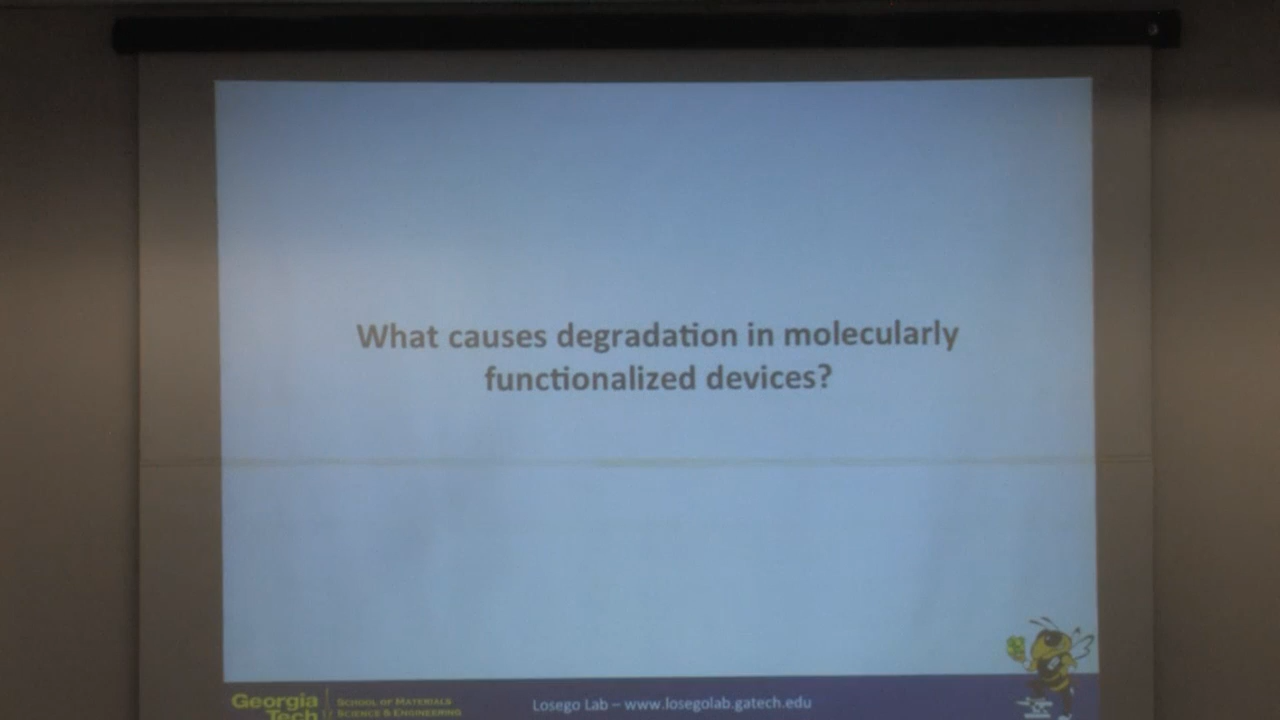 What causes degradation in molecularly
functionalized devices?
Georgia
Tech
SCHOOL OF MATERIALS
SCIENCE & ENGINEERING
Losego Lab – www.losegolab.gatech.edu